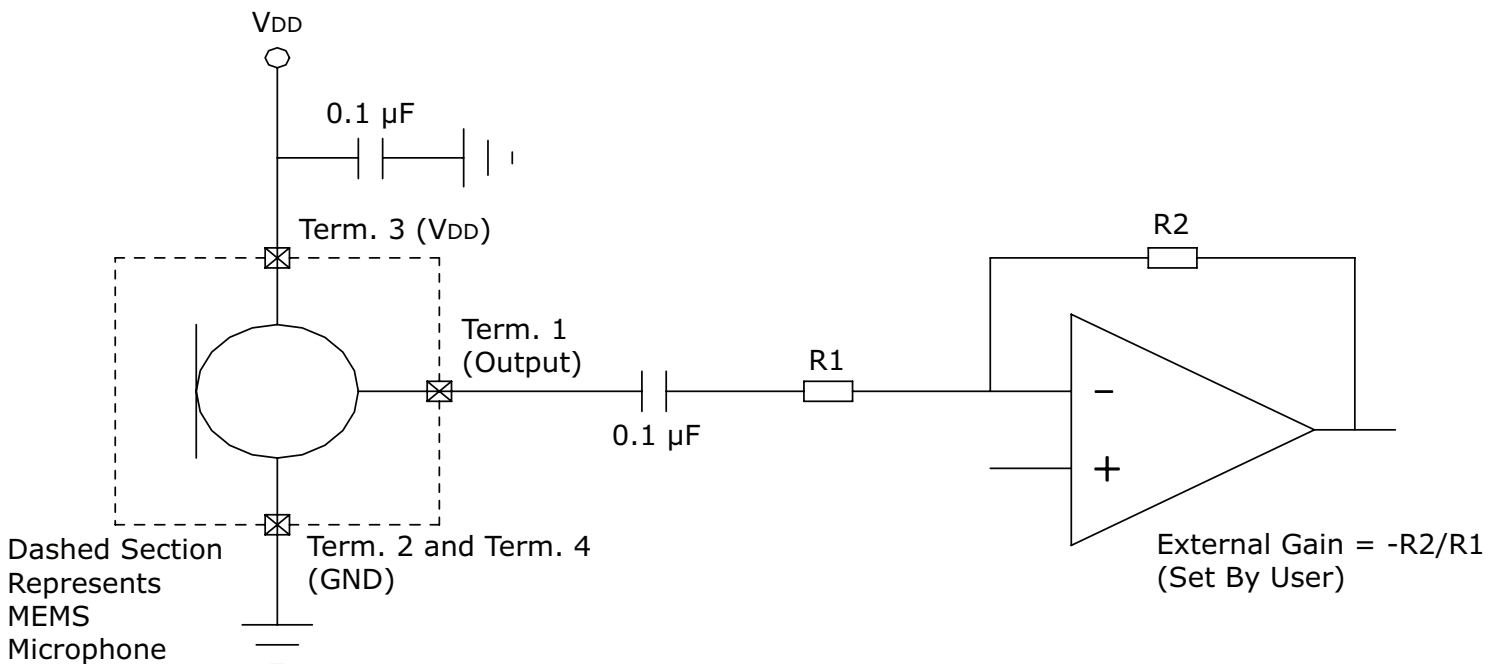 VDD
0.1 µF
Term. 3 (VDD)
R2
Term. 1
(Output)
R1
0.1 µF
−
+
Dashed Section
Represents
MEMS
Microphone
Term. 2 and Term. 4
(GND)
External Gain = -R2/R1
(Set By User)